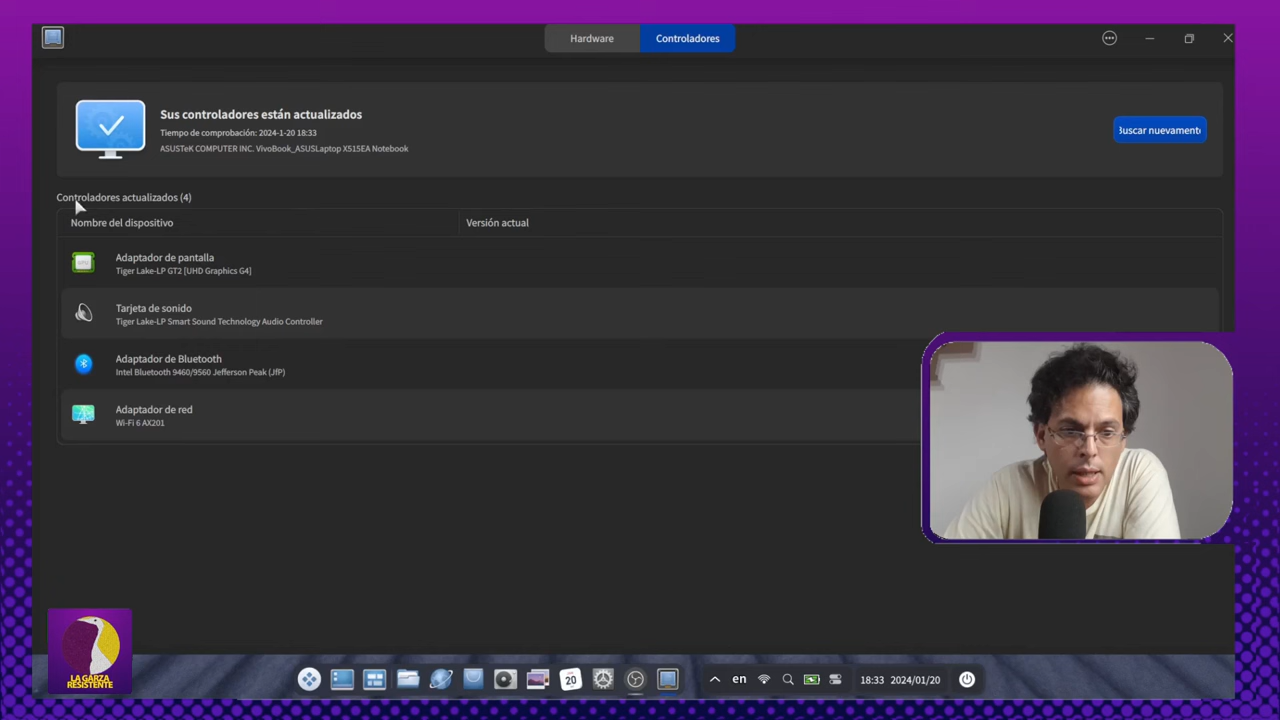 Hardware
Controladores
Sus controladores están actualizados
Tiempo de comprobación: 2024-1-20 18:33
ASUSTeK COMPUTER INC. VivoBook_ASUSLaptop X515EA Notebook
Buscar nuevamente
Controladores actualizados (4)
Nombre del dispositivo
Versión actual
Adaptador de pantalla
Tiger Lake-LP GT2 [UHD Graphics G4]
Tarjeta de sonido
Tiger Lake-LP Smart Sound Technology Audio Controller
Adaptador de Bluetooth
Intel Bluetooth 9460/9560 Jefferson Peak (JfP)
Adaptador de red
Wi-Fi 6 AX201
LA GARZA
RESISTENTE
20
en
18:33 2024/01/20